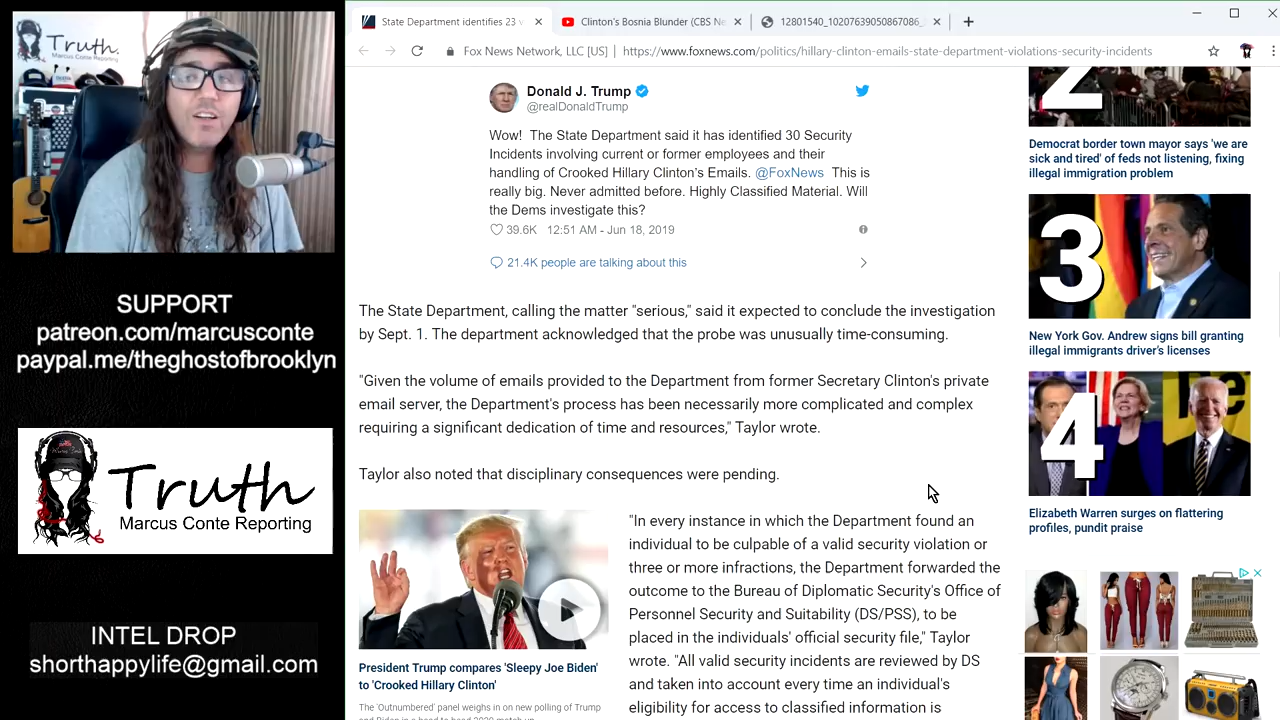 Truth.
Marcus Conte Reporting
SUPPORT
patreon.com/marcusconte
paypal.me/theghostofbrooklyn
Truth
Marcus Conte Reporting
INTEL DROP
shorthappylife@gmail.com
State Department identifies 23 v
Clinton's Bosnia Blunder (CBS Ne
12801540_10207639050867086_
Fox News Network, LLC [US]
https://www.foxnews.com/politics/hillary-clinton-emails-state-department-violations-security-incidents
Donald J. Trump
@realDonaldTrump
Wow! The State Department said it has identified 30 Security
Incidents involving current or former employees and their
handling of Crooked Hillary Clinton's Emails. @FoxNews This is
really big. Never admitted before. Highly Classified Material. Will
the Dems investigate this?
39.6K 12:51 AM - Jun 18, 2019
21.4K people are talking about this
The State Department, calling the matter "serious," said it expected to conclude the investigation
by Sept. 1. The department acknowledged that the probe was unusually time-consuming.
"Given the volume of emails provided to the Department from former Secretary Clinton's private
email server, the Department's process has been necessarily more complicated and complex
requiring a significant dedication of time and resources," Taylor wrote.
Taylor also noted that disciplinary consequences were pending.
President Trump compares 'Sleepy Joe Biden'
to 'Crooked Hillary Clinton'
The 'Outnumbered' panel weighs in on new polling of Trump
"In every instance in which the Department found an
individual to be culpable of a valid security violation or
three or more infractions, the Department forwarded the
outcome to the Bureau of Diplomatic Security's Office of
Personnel Security and Suitability (DS/PSS), to be
placed in the individuals' official security file," Taylor
wrote. "All valid security incidents are reviewed by DS
and taken into account every time an individual's
eligibility for access to classified information is
2
Democrat border town mayor says 'we are
sick and tired' of feds not listening, fixing
illegal immigration problem
3
New York Gov. Andrew signs bill granting
illegal immigrants driver's licenses
4
Elizabeth Warren surges on flattering
profiles, pundit praise